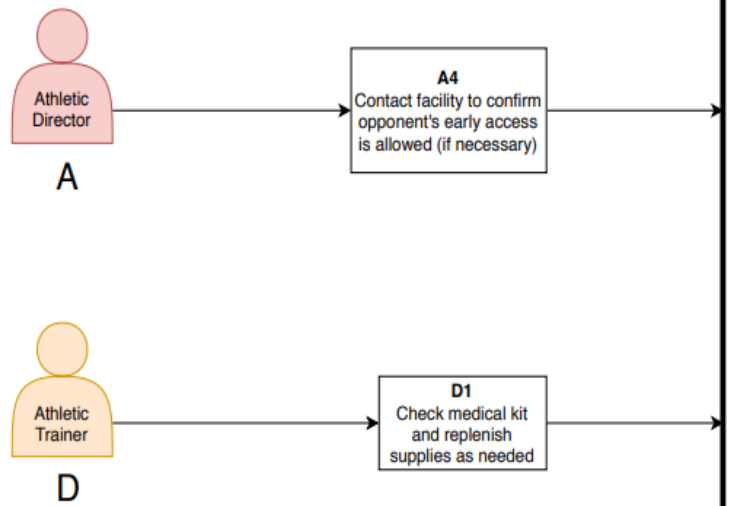 Athletic
Director
A
A4
Contact facility to confirm
opponent's early access
is allowed (if necessary)
Athletic
Trainer
D
D1
Check medical kit
and replenish
supplies as needed